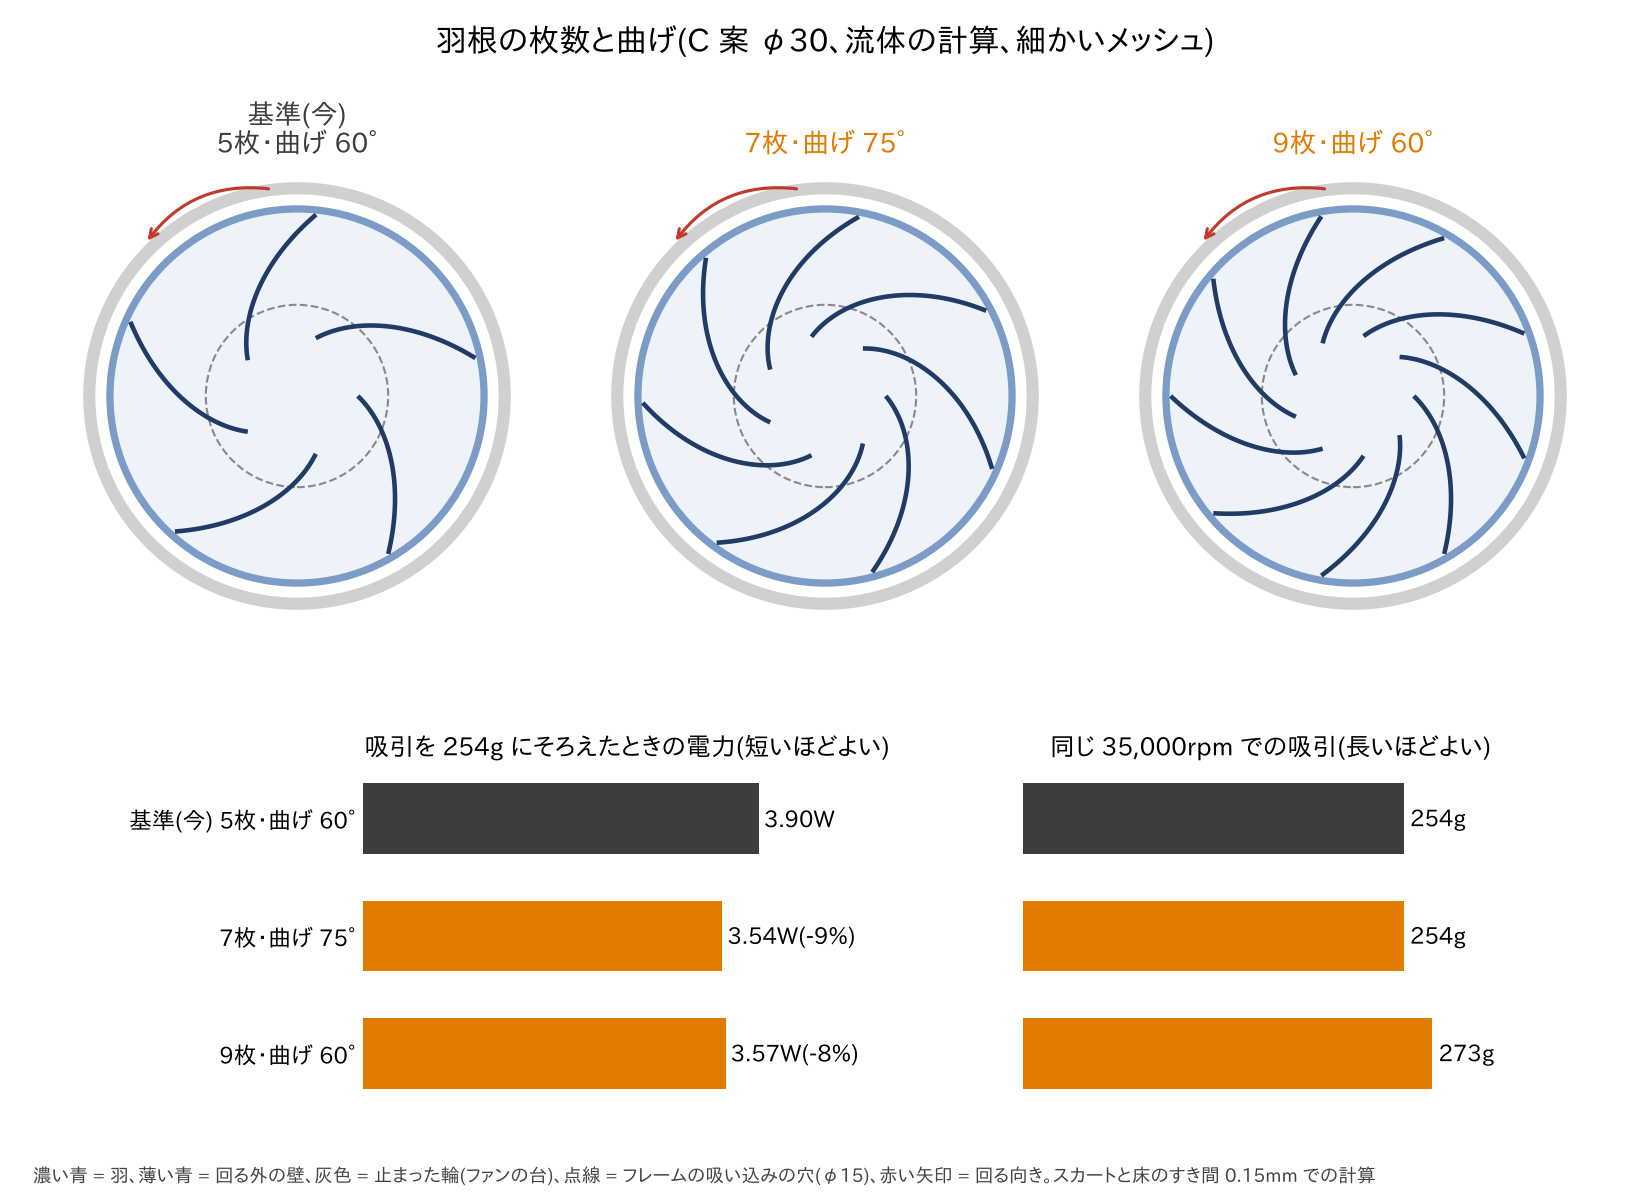 羽根の枚数と曲げ(C 案 φ30、流体の計算、細かいメッシュ)
基準(今)
5枚･曲げ 60°
7枚･曲げ 75°
9枚･曲げ 60°
吸引を 254g にそろえたときの電力(短いほどよい)
基準(今) 5枚･曲げ 60°
3.90W
7枚･曲げ 75°
3.54W(-9%)
9枚･曲げ 60°
3.57W(-8%)
同じ 35,000rpm での吸引(長いほどよい)
254g
254g
273g
濃い青 = 羽、薄い青 = 回る外の壁、灰色 = 止まった輪(ファンの台)、点線 = フレームの吸い込みの穴(φ15)、赤い矢印 = 回る向き。スカートと床のすき間 0.15mm での計算